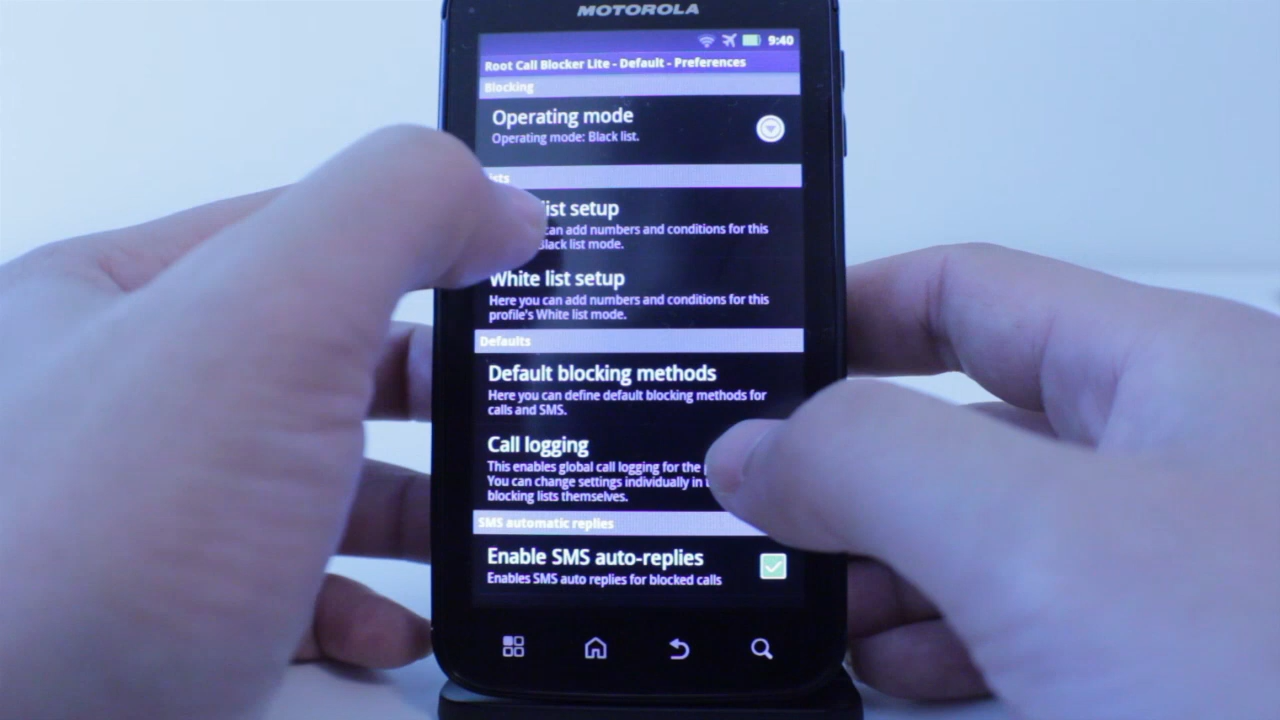 MOTOROLA
9:40
Root Call Blocker Lite - Default - Preferences
Blocking
Operating mode
Operating mode: Black list.
list setup
can add numbers and conditions for this
Black list mode.
White list setup
Here you can add numbers and conditions for this
profile's White list mode.
Defaults
Default blocking methods
Here you can define default blocking methods for
calls and SMS.
Call logging
This enables global call logging for the
You can change settings individually in
blocking lists themselves.
SMS automatic replies
Enable SMS auto-replies
Enables SMS auto replies for blocked calls